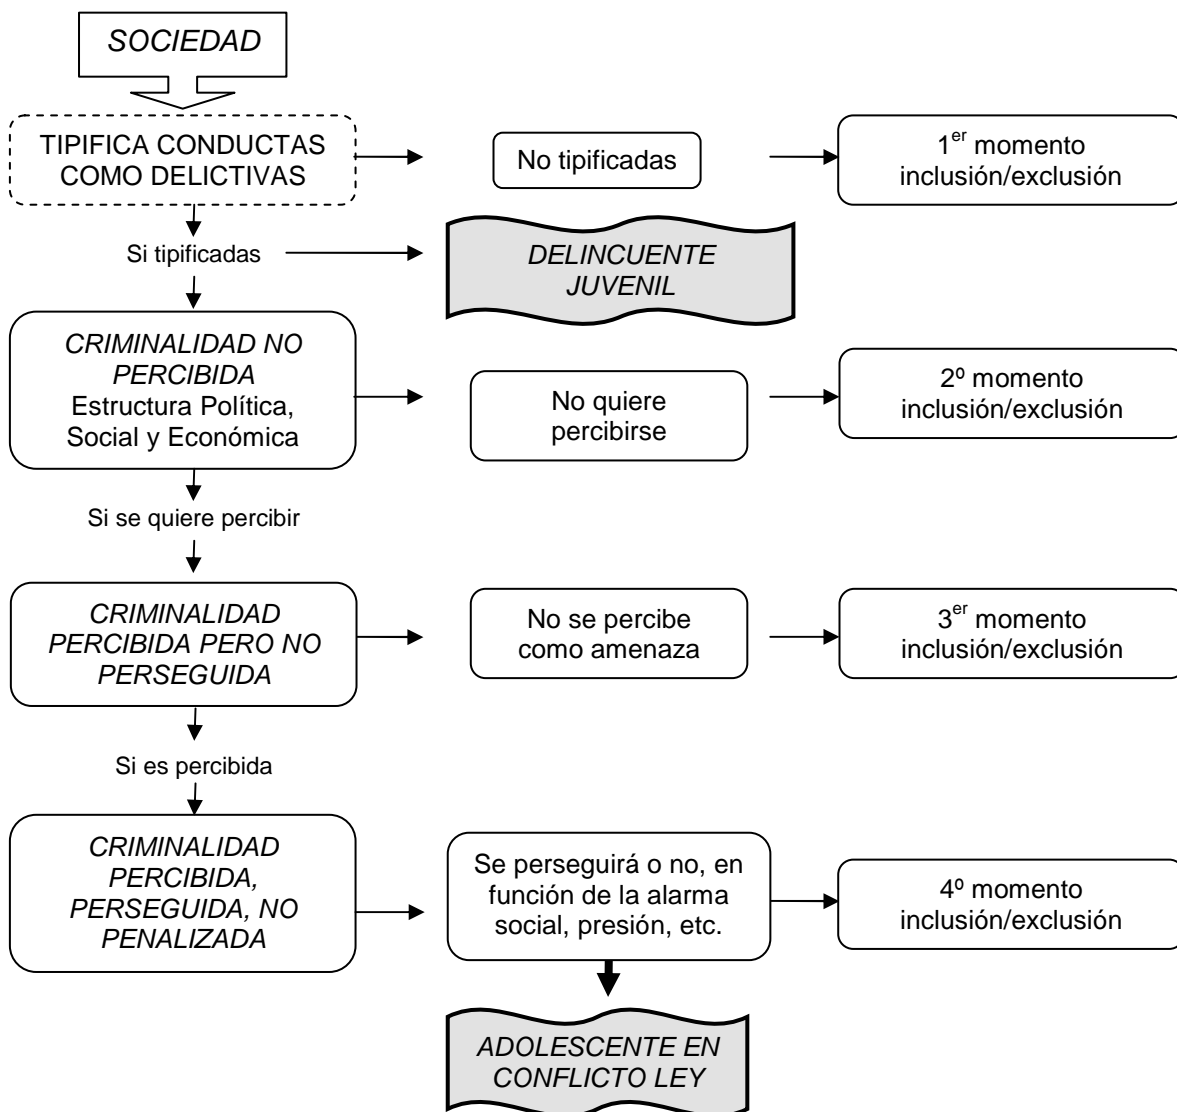 SOCIEDAD
TIPIFICA CONDUCTAS
COMO DELICTIVAS
No tipificadas
1er momento
inclusión/exclusión
Si tipificadas
DELINCUENTE
JUVENIL
CRIMINALIDAD NO
PERCIBIDA
Estructura Política,
Social y Económica
No quiere
percibirse
2º momento
inclusión/exclusión
Si se quiere percibir
CRIMINALIDAD
PERCIBIDA PERO NO
PERSEGUIDA
No se percibe
como amenaza
3er momento
inclusión/exclusión
Si es percibida
CRIMINALIDAD
PERCIBIDA,
PERSEGUIDA, NO
PENALIZADA
Se perseguirá o no, en
función de la alarma
social, presión, etc.
4º momento
inclusión/exclusión
ADOLESCENTE EN
CONFLICTO LEY